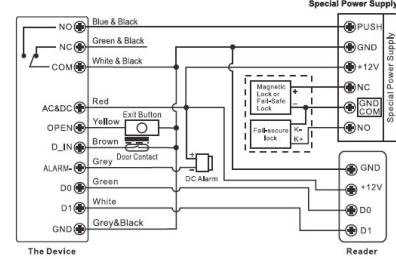 Special Power Supply
NO
Blue & Black
NC
Green & Black
COM
White & Black
AC&DC
Red
Exit Button
OPEN
Yellow
D_IN
Brown
Door Contact
ALARM-
Grey
+
-
DC Alarm
D0
Green
D1
White
GND
Grey&Black
The Device
Magnetic
Lock or
Fail-Safe
Lock
+
-
Fail-secure
lock
K-
K+
PUSH
GND
+12V
NC
GND
COM
NO
Special Power Supply
GND
+12V
D0
D1
Reader